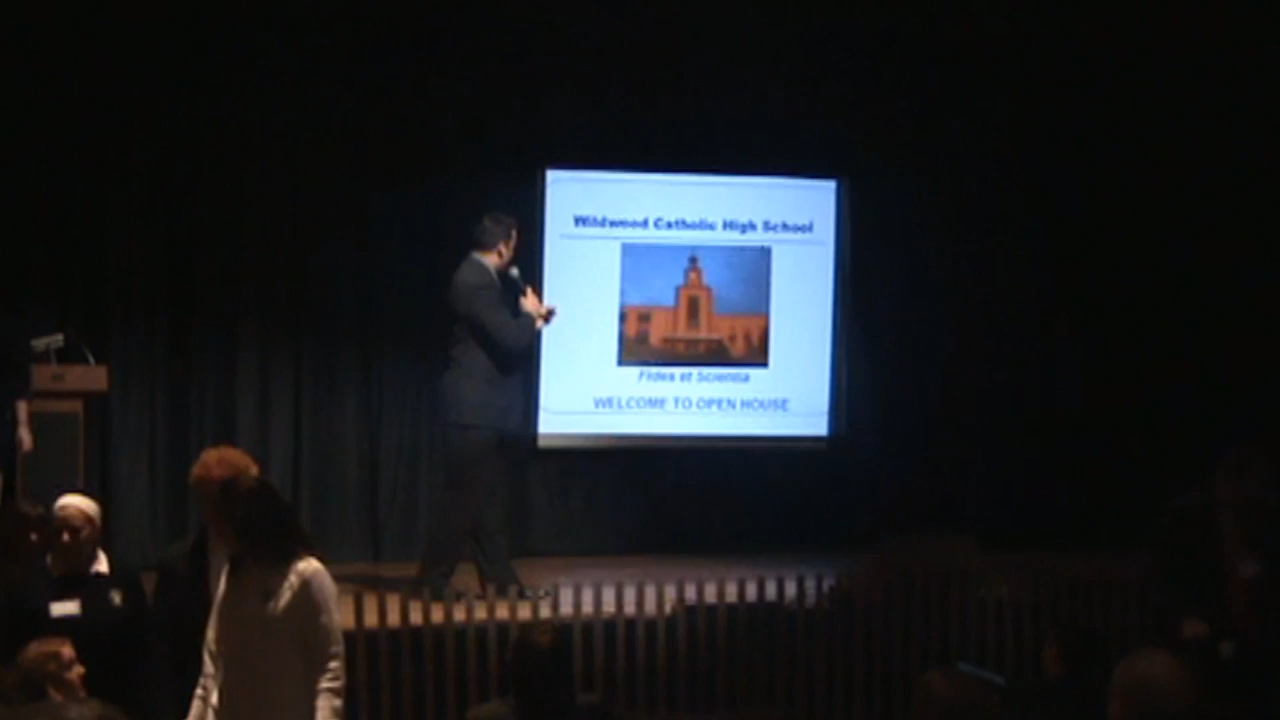 Wildwood Catholic High School
Fides et Scientia
WELCOME TO OPEN HOUSE